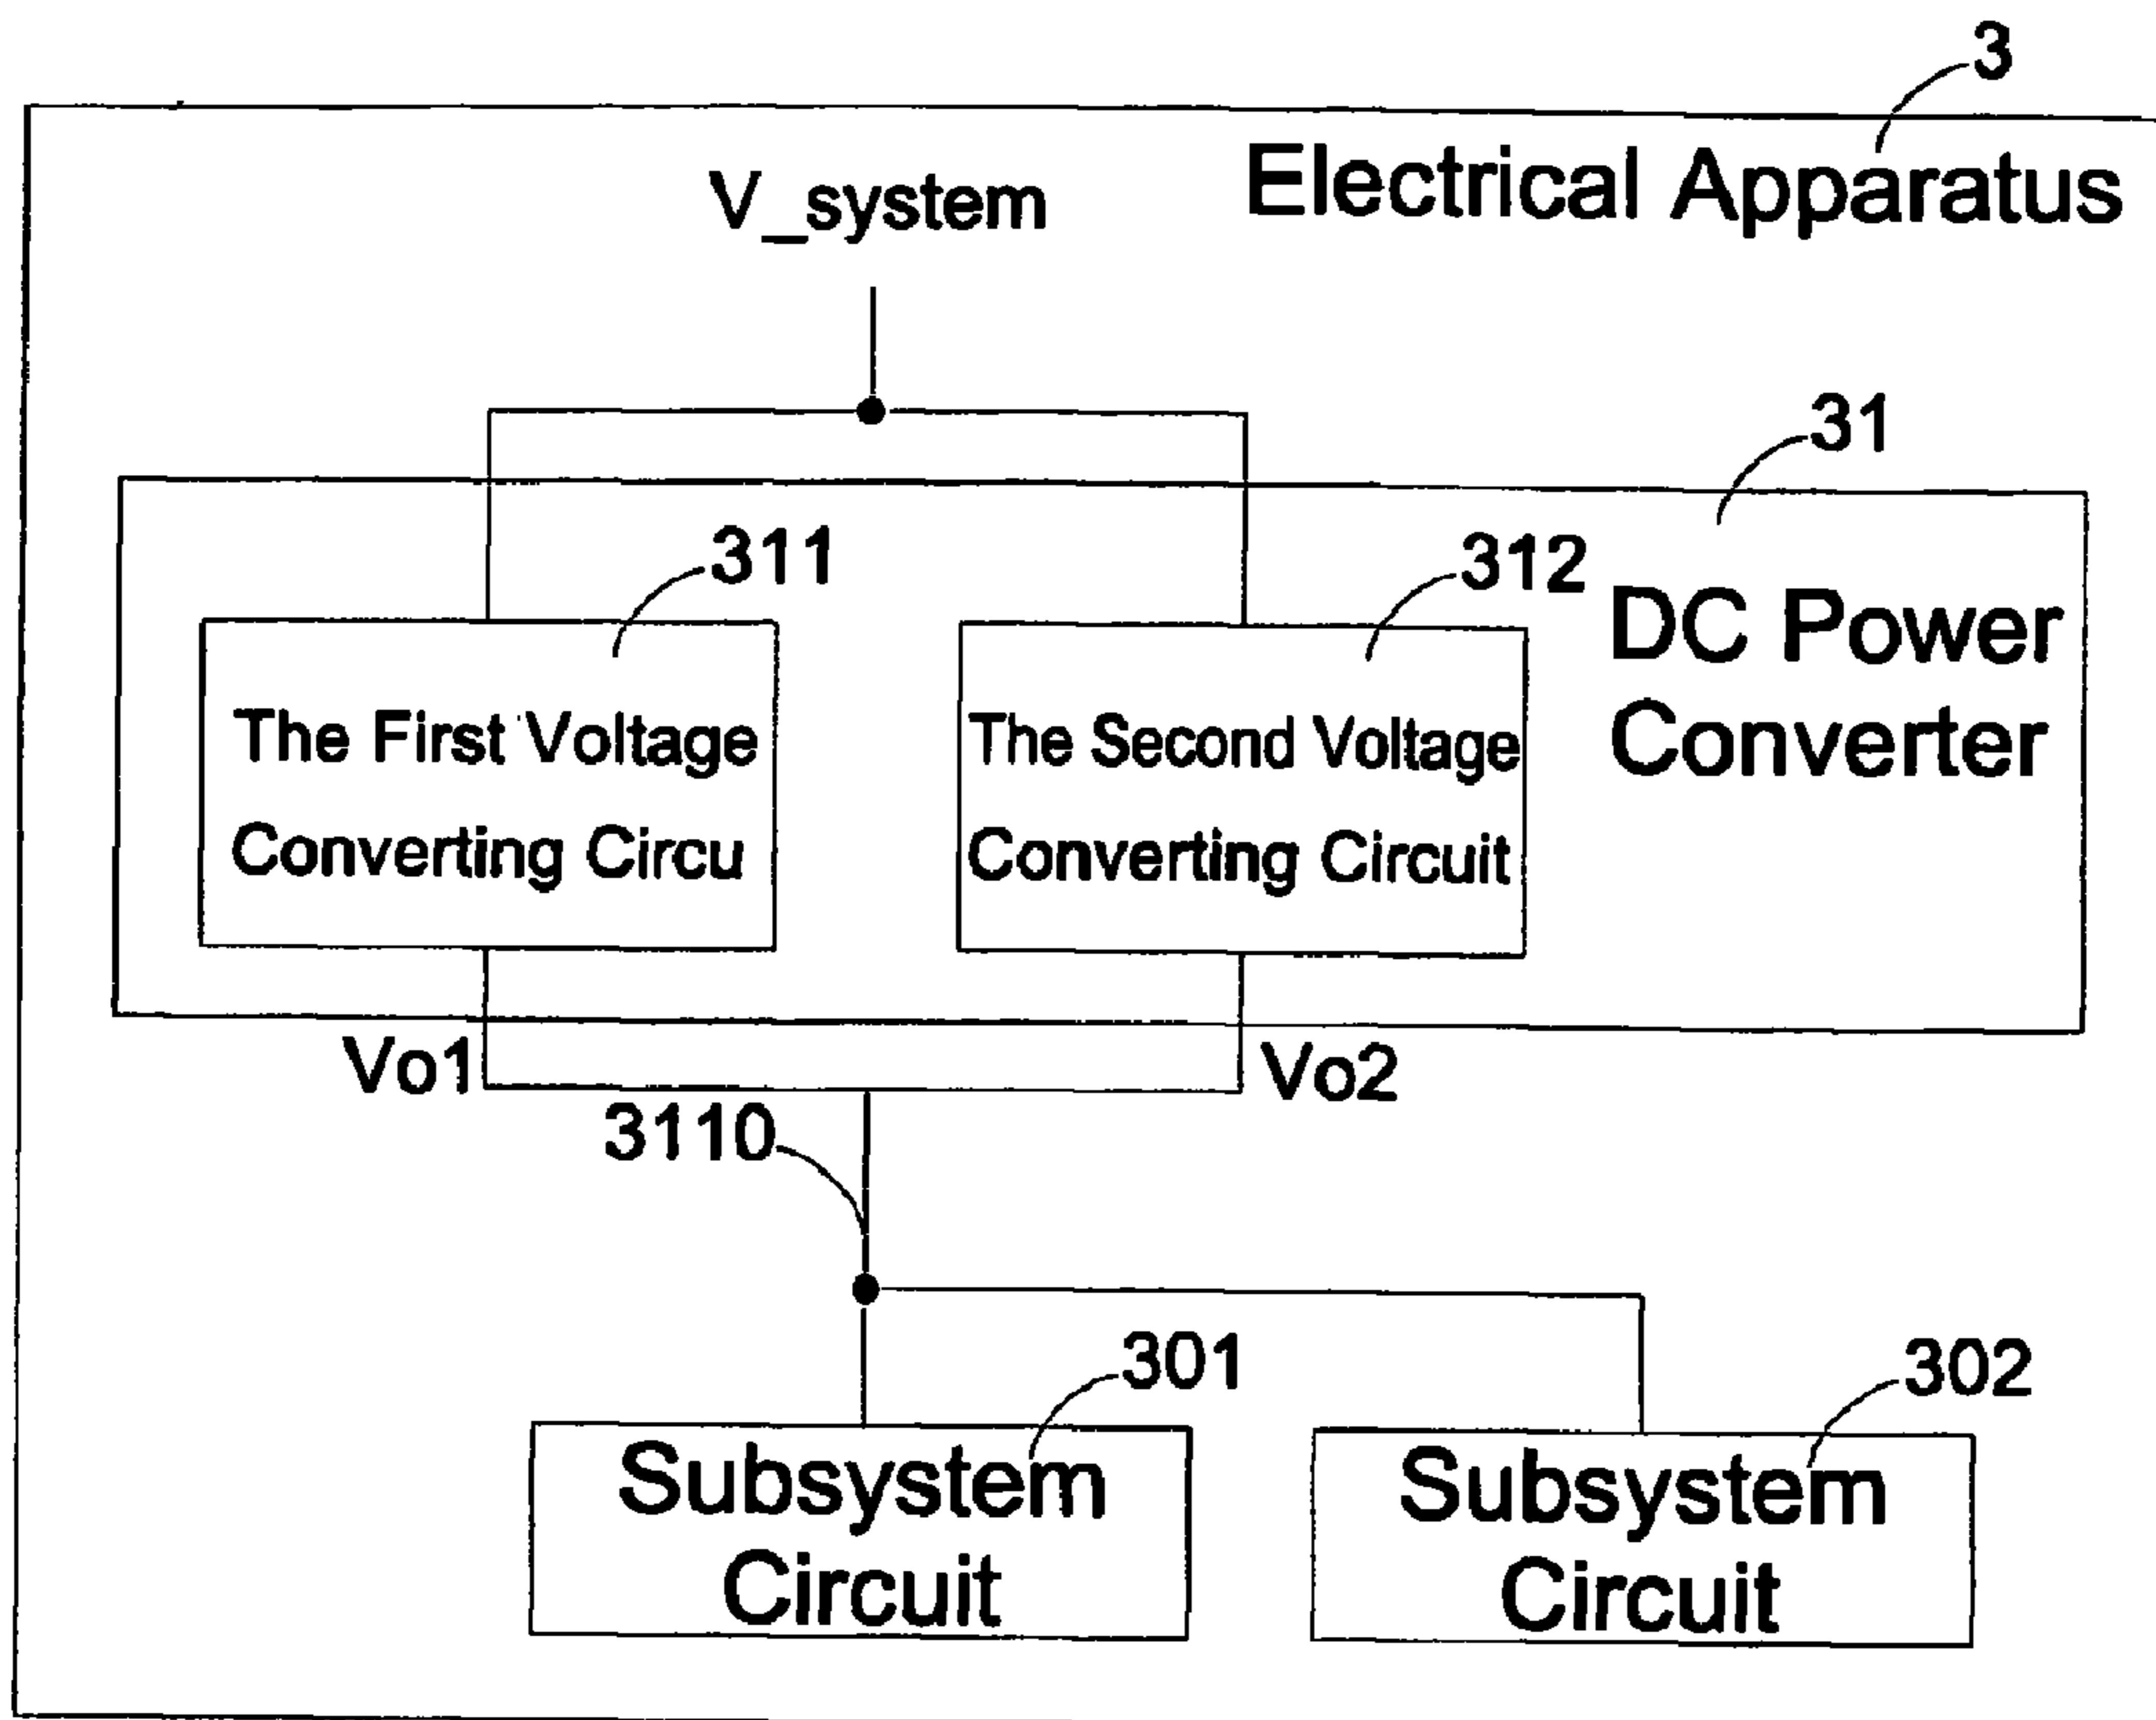 3
Electrical Apparatus
V_system
31
311
312
DC Power
Converter
The First Voltage
Converting Circu
The Second Voltage
Converting Circuit
Vo1
Vo2
3110
301
302
Subsystem
Circuit
Subsystem
Circuit